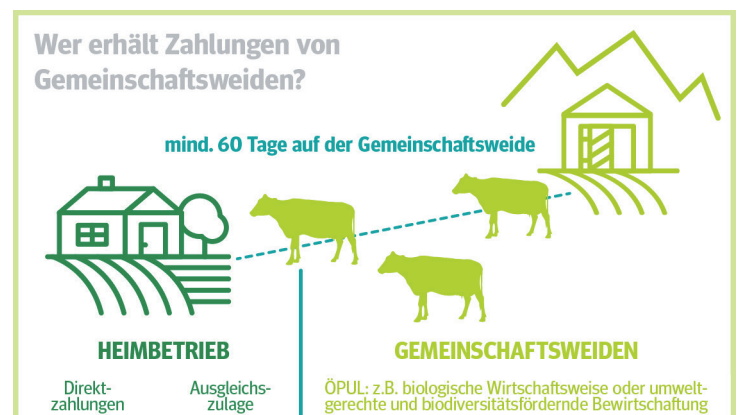 Wer erhält Zahlungen von
Gemeinschaftsweiden?
mind. 60 Tage auf der Gemeinschaftsweide
HEIMBETRIEB
Direkt-
zahlungen
Ausgleichs-
zulage
GEMEINSCHAFTSWEIDEN
ÖPUL: z.B. biologische Wirtschaftsweise oder umwelt-
gerechte und biodiversitätsfördernde Bewirtschaftung